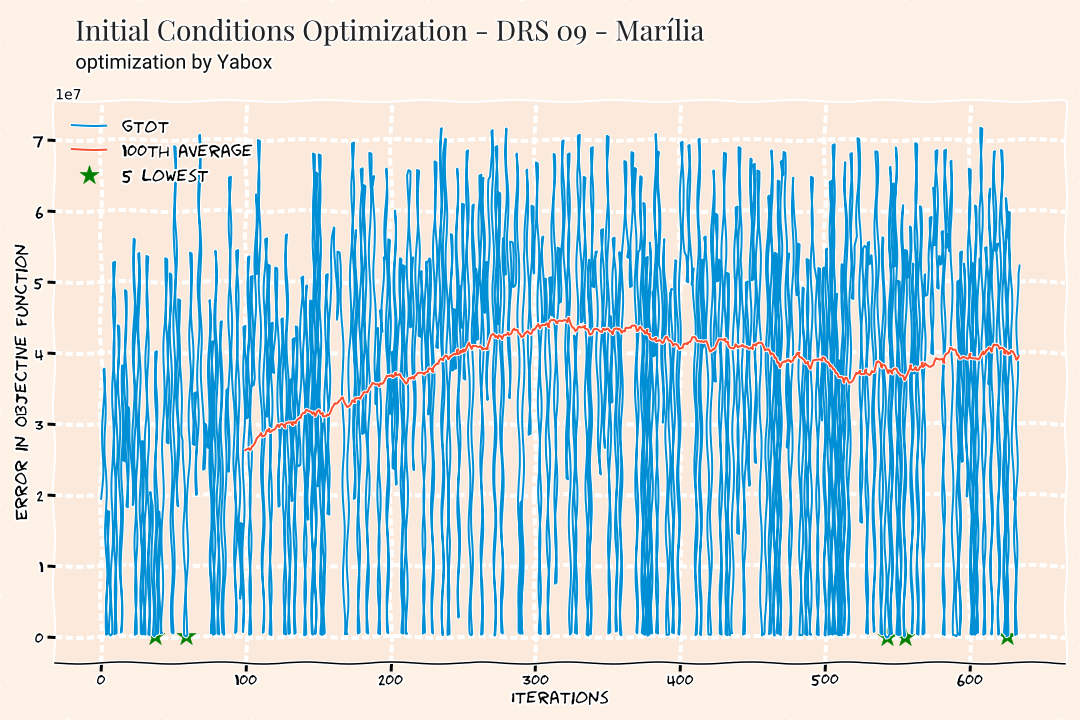 Initial Conditions Optimization - DRS 09 - Marília
optimization by Yabox
1e7
GTOT
100TH AVERAGE
5 LOWEST
7
6
5
4
3
2
1
0
ERROR IN OBJECTIVE FUNCTION
0 100 200 300 400 500 600
ITERATIONS